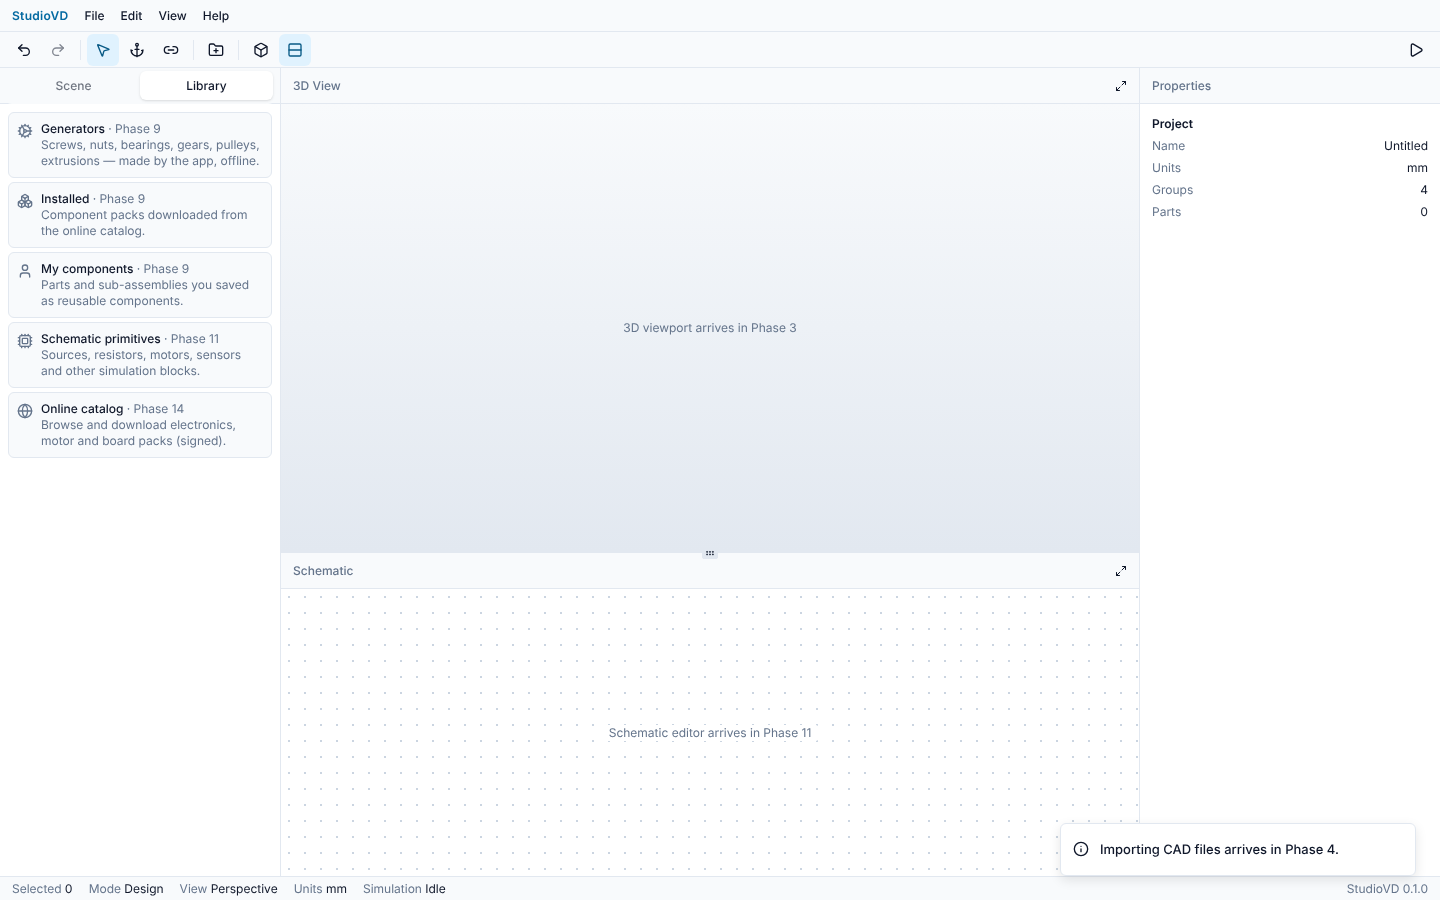 StudioVD File Edit View Help
Scene Library
3D View
Properties
Generators · Phase 9
Screws, nuts, bearings, gears, pulleys,
extrusions — made by the app, offline.
Installed · Phase 9
Component packs downloaded from
the online catalog.
My components · Phase 9
Parts and sub-assemblies you saved
as reusable components.
Schematic primitives · Phase 11
Sources, resistors, motors, sensors
and other simulation blocks.
Online catalog · Phase 14
Browse and download electronics,
motor and board packs (signed).
3D viewport arrives in Phase 3
Schematic
Schematic editor arrives in Phase 11
Project
Name Untitled
Units mm
Groups 4
Parts 0
Importing CAD files arrives in Phase 4.
Selected 0 Mode Design View Perspective Units mm Simulation Idle StudioVD 0.1.0